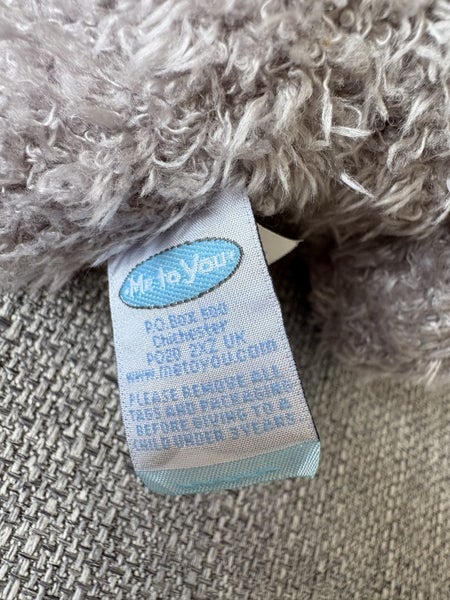 Me to You
P.O. Box 600
Chichester
PO20 2XZ UK
www.metoyou.com
PLEASE REMOVE ALL
TAGS AND PACKAGING
BEFORE GIVING TO A
CHILD UNDER 3 YEARS